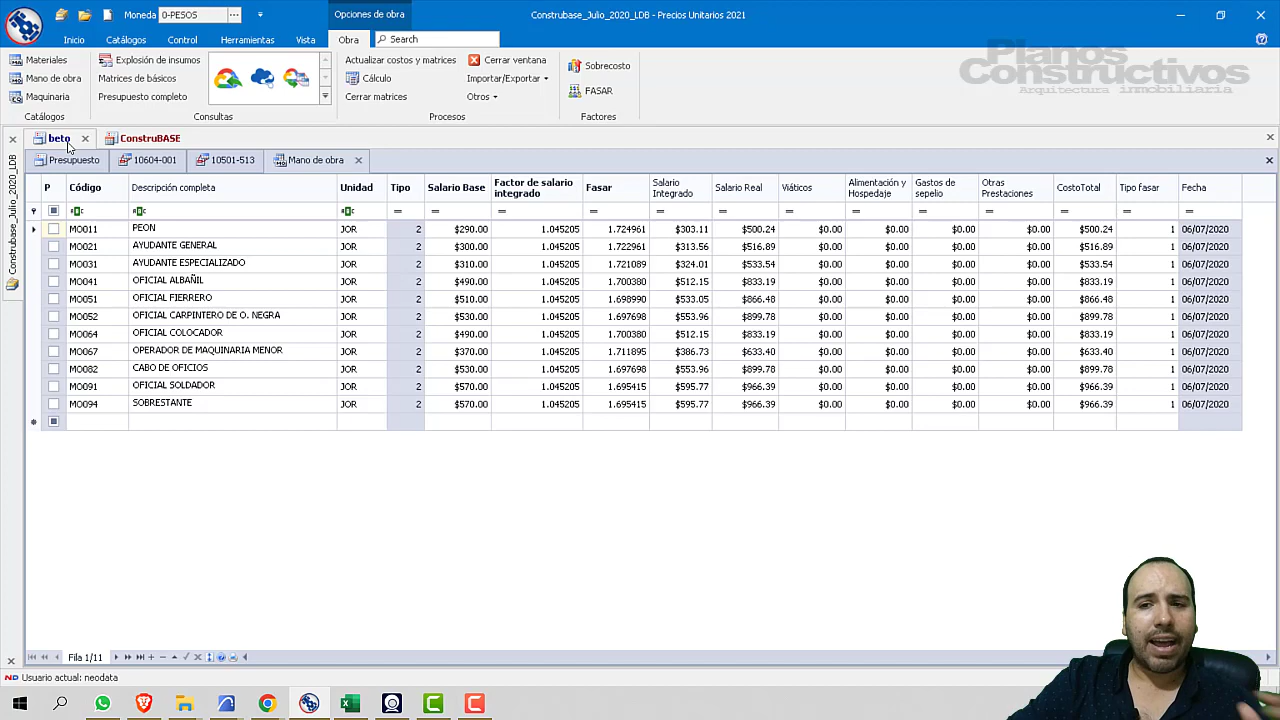 Moneda 0-PESOS
Opciones de obra
Construbase_Julio_2020_LDB - Precios Unitarios 2021
Inicio Catálogos Control Herramientas Vista Obra Search
Planos
Constructivos
Arquitectura inmobiliaria
Materiales Explosión de insumos Actualizar costos y matrices Cerrar ventana Sobrecosto
Mano de obra Matrices de básicos Cálculo Importar/Exportar FASAR
Maquinaria Presupuesto completo Cerrar matrices Otros
Catálogos Consultas Procesos Factores
beto ConstruBASE
Presupuesto 10604-001 10501-513 Mano de obra
Construbase_Julio_2020_LDB
P Código Descripción completa Unidad Tipo Salario Base Factor de salario integrado Fasar Salario Integrado Salario Real Viáticos Alimentación y Hospedaje Gastos de sepelio Otras Prestaciones CostoTotal Tipo fasar Fecha
MO011 PEON JOR 2 $290.00 1.045205 1.724961 $303.11 $500.24 $0.00 $0.00 $0.00 $0.00 $500.24 1 06/07/2020
MO021 AYUDANTE GENERAL JOR 2 $300.00 1.045205 1.722961 $313.56 $516.89 $0.00 $0.00 $0.00 $0.00 $516.89 1 06/07/2020
MO031 AYUDANTE ESPECIALIZADO JOR 2 $310.00 1.045205 1.721089 $324.01 $533.54 $0.00 $0.00 $0.00 $0.00 $533.54 1 06/07/2020
MO041 OFICIAL ALBAÑIL JOR 2 $490.00 1.045205 1.700380 $512.15 $833.19 $0.00 $0.00 $0.00 $0.00 $833.19 1 06/07/2020
MO051 OFICIAL FIERRERO JOR 2 $510.00 1.045205 1.698990 $533.05 $866.48 $0.00 $0.00 $0.00 $0.00 $866.48 1 06/07/2020
MO052 OFICIAL CARPINTERO DE O. NEGRA JOR 2 $530.00 1.045205 1.697698 $553.96 $899.78 $0.00 $0.00 $0.00 $0.00 $899.78 1 06/07/2020
MO064 OFICIAL COLOCADOR JOR 2 $490.00 1.045205 1.700380 $512.15 $833.19 $0.00 $0.00 $0.00 $0.00 $833.19 1 06/07/2020
MO067 OPERADOR DE MAQUINARIA MENOR JOR 2 $370.00 1.045205 1.711895 $386.73 $633.40 $0.00 $0.00 $0.00 $0.00 $633.40 1 06/07/2020
MO082 CABO DE OFICIOS JOR 2 $530.00 1.045205 1.697698 $553.96 $899.78 $0.00 $0.00 $0.00 $0.00 $899.78 1 06/07/2020
MO091 OFICIAL SOLDADOR JOR 2 $570.00 1.045205 1.695415 $595.77 $966.39 $0.00 $0.00 $0.00 $0.00 $966.39 1 06/07/2020
MO094 SOBRESTANTE JOR 2 $570.00 1.045205 1.695415 $595.77 $966.39 $0.00 $0.00 $0.00 $0.00 $966.39 1 06/07/2020
Fila 1/11
ND Usuario actual: neodata